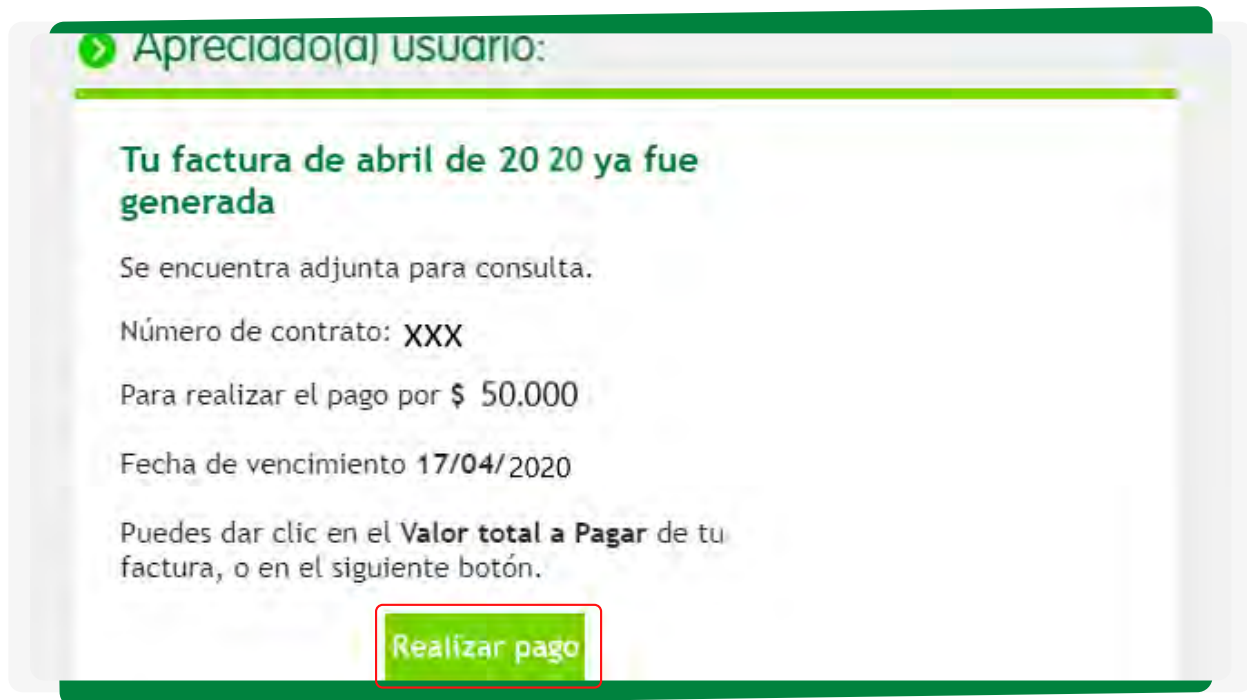 Apreciado(a) usuario:
Tu factura de abril de 20 20 ya fue
generada
Se encuentra adjunta para consulta.
Número de contrato: XXX
Para realizar el pago por $ 50.000
Fecha de vencimiento 17/04/2020
Puedes dar clic en el Valor total a Pagar de tu
factura, o en el siguiente botón.
Realizar pago